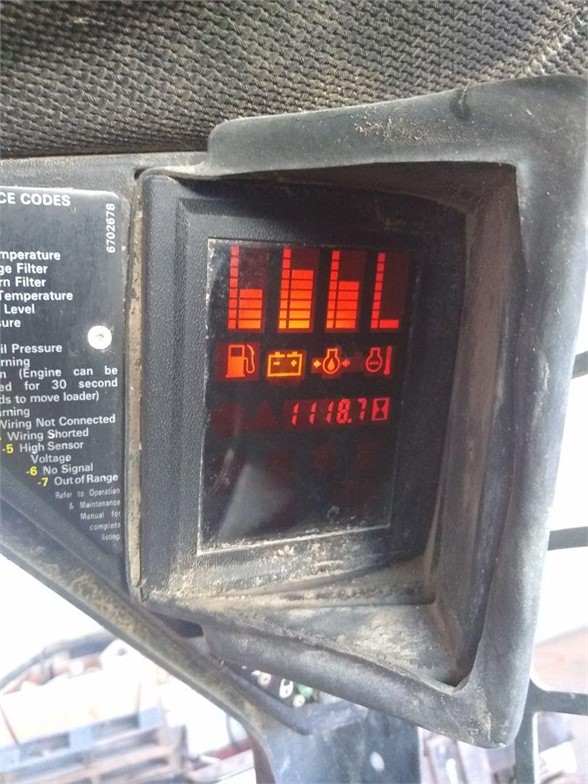 CE CODES
6702678
mperature
ge Filter
rn Filter
Temperature
Level
sure
il Pressure
rning
n (Engine can be
ed for 30 second
ds to move loader)
rning
Wiring Not Connected
Wiring Shorted
-5 High Sensor
Voltage
-6 No Signal
-7 Out of Range
Refer to Operation
& Maintenance
Manual for
complete
listing.
1118.7